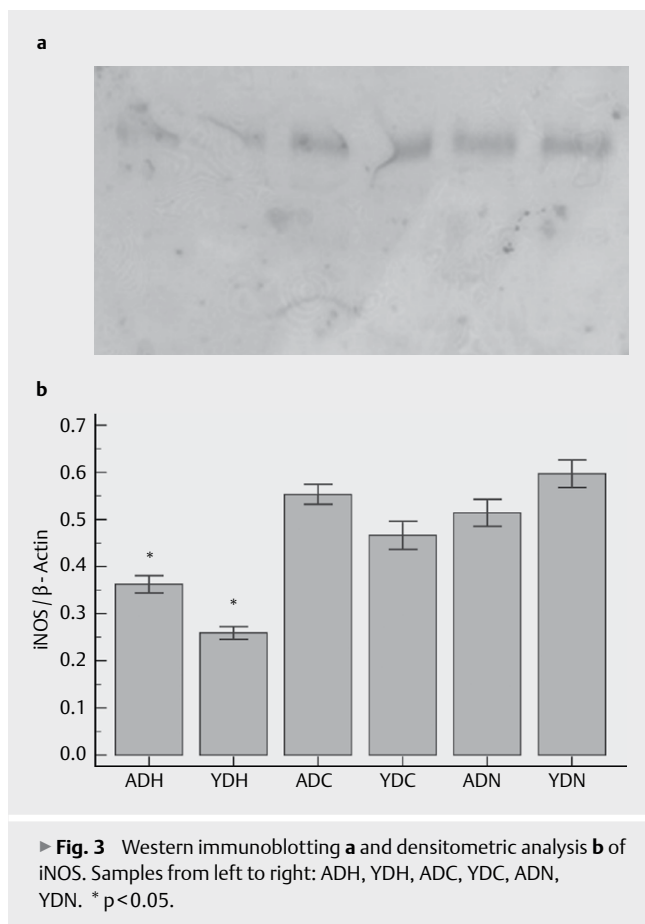 a
b
0.7
0.6
0.5
0.4
0.3
0.2
0.1
0.0
iNOS / β- Actin
*
*
ADH YDH ADC YDC ADN YDN
▶ Fig. 3 Western immunoblotting a and densitometric analysis b of
iNOS. Samples from left to right: ADH, YDH, ADC, YDC, ADN,
YDN. * p<0.05.